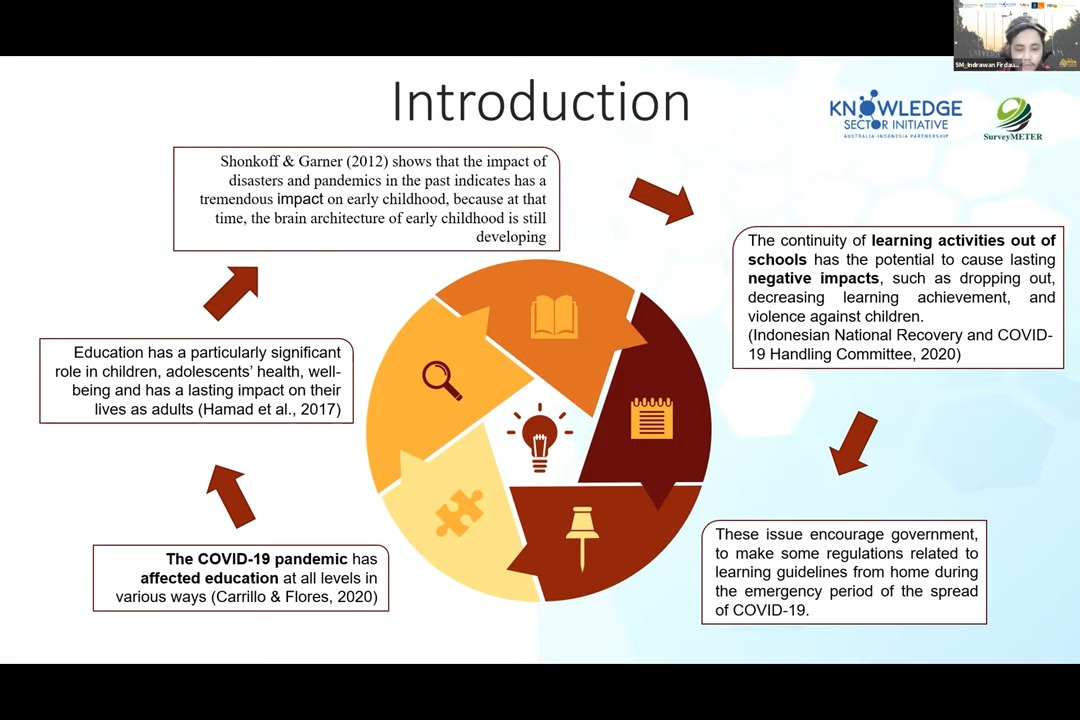 SM_Indrawan Firdau...
Introduction
KNOWLEDGE
SECTOR INITIATIVE
AUSTRALIA-INDONESIA PARTNERSHIP
SurveyMETER
Shonkoff & Garner (2012) shows that the impact of
disasters and pandemics in the past indicates has a
tremendous impact on early childhood, because at that
time, the brain architecture of early childhood is still
developing
The continuity of learning activities out of
schools has the potential to cause lasting
negative impacts, such as dropping out,
decreasing learning achievement, and
violence against children.
(Indonesian National Recovery and COVID-
19 Handling Committee, 2020)
Education has a particularly significant
role in children, adolescents' health, well-
being and has a lasting impact on their
lives as adults (Hamad et al., 2017)
The COVID-19 pandemic has
affected education at all levels in
various ways (Carrillo & Flores, 2020)
These issue encourage government,
to make some regulations related to
learning guidelines from home during
the emergency period of the spread
of COVID-19.